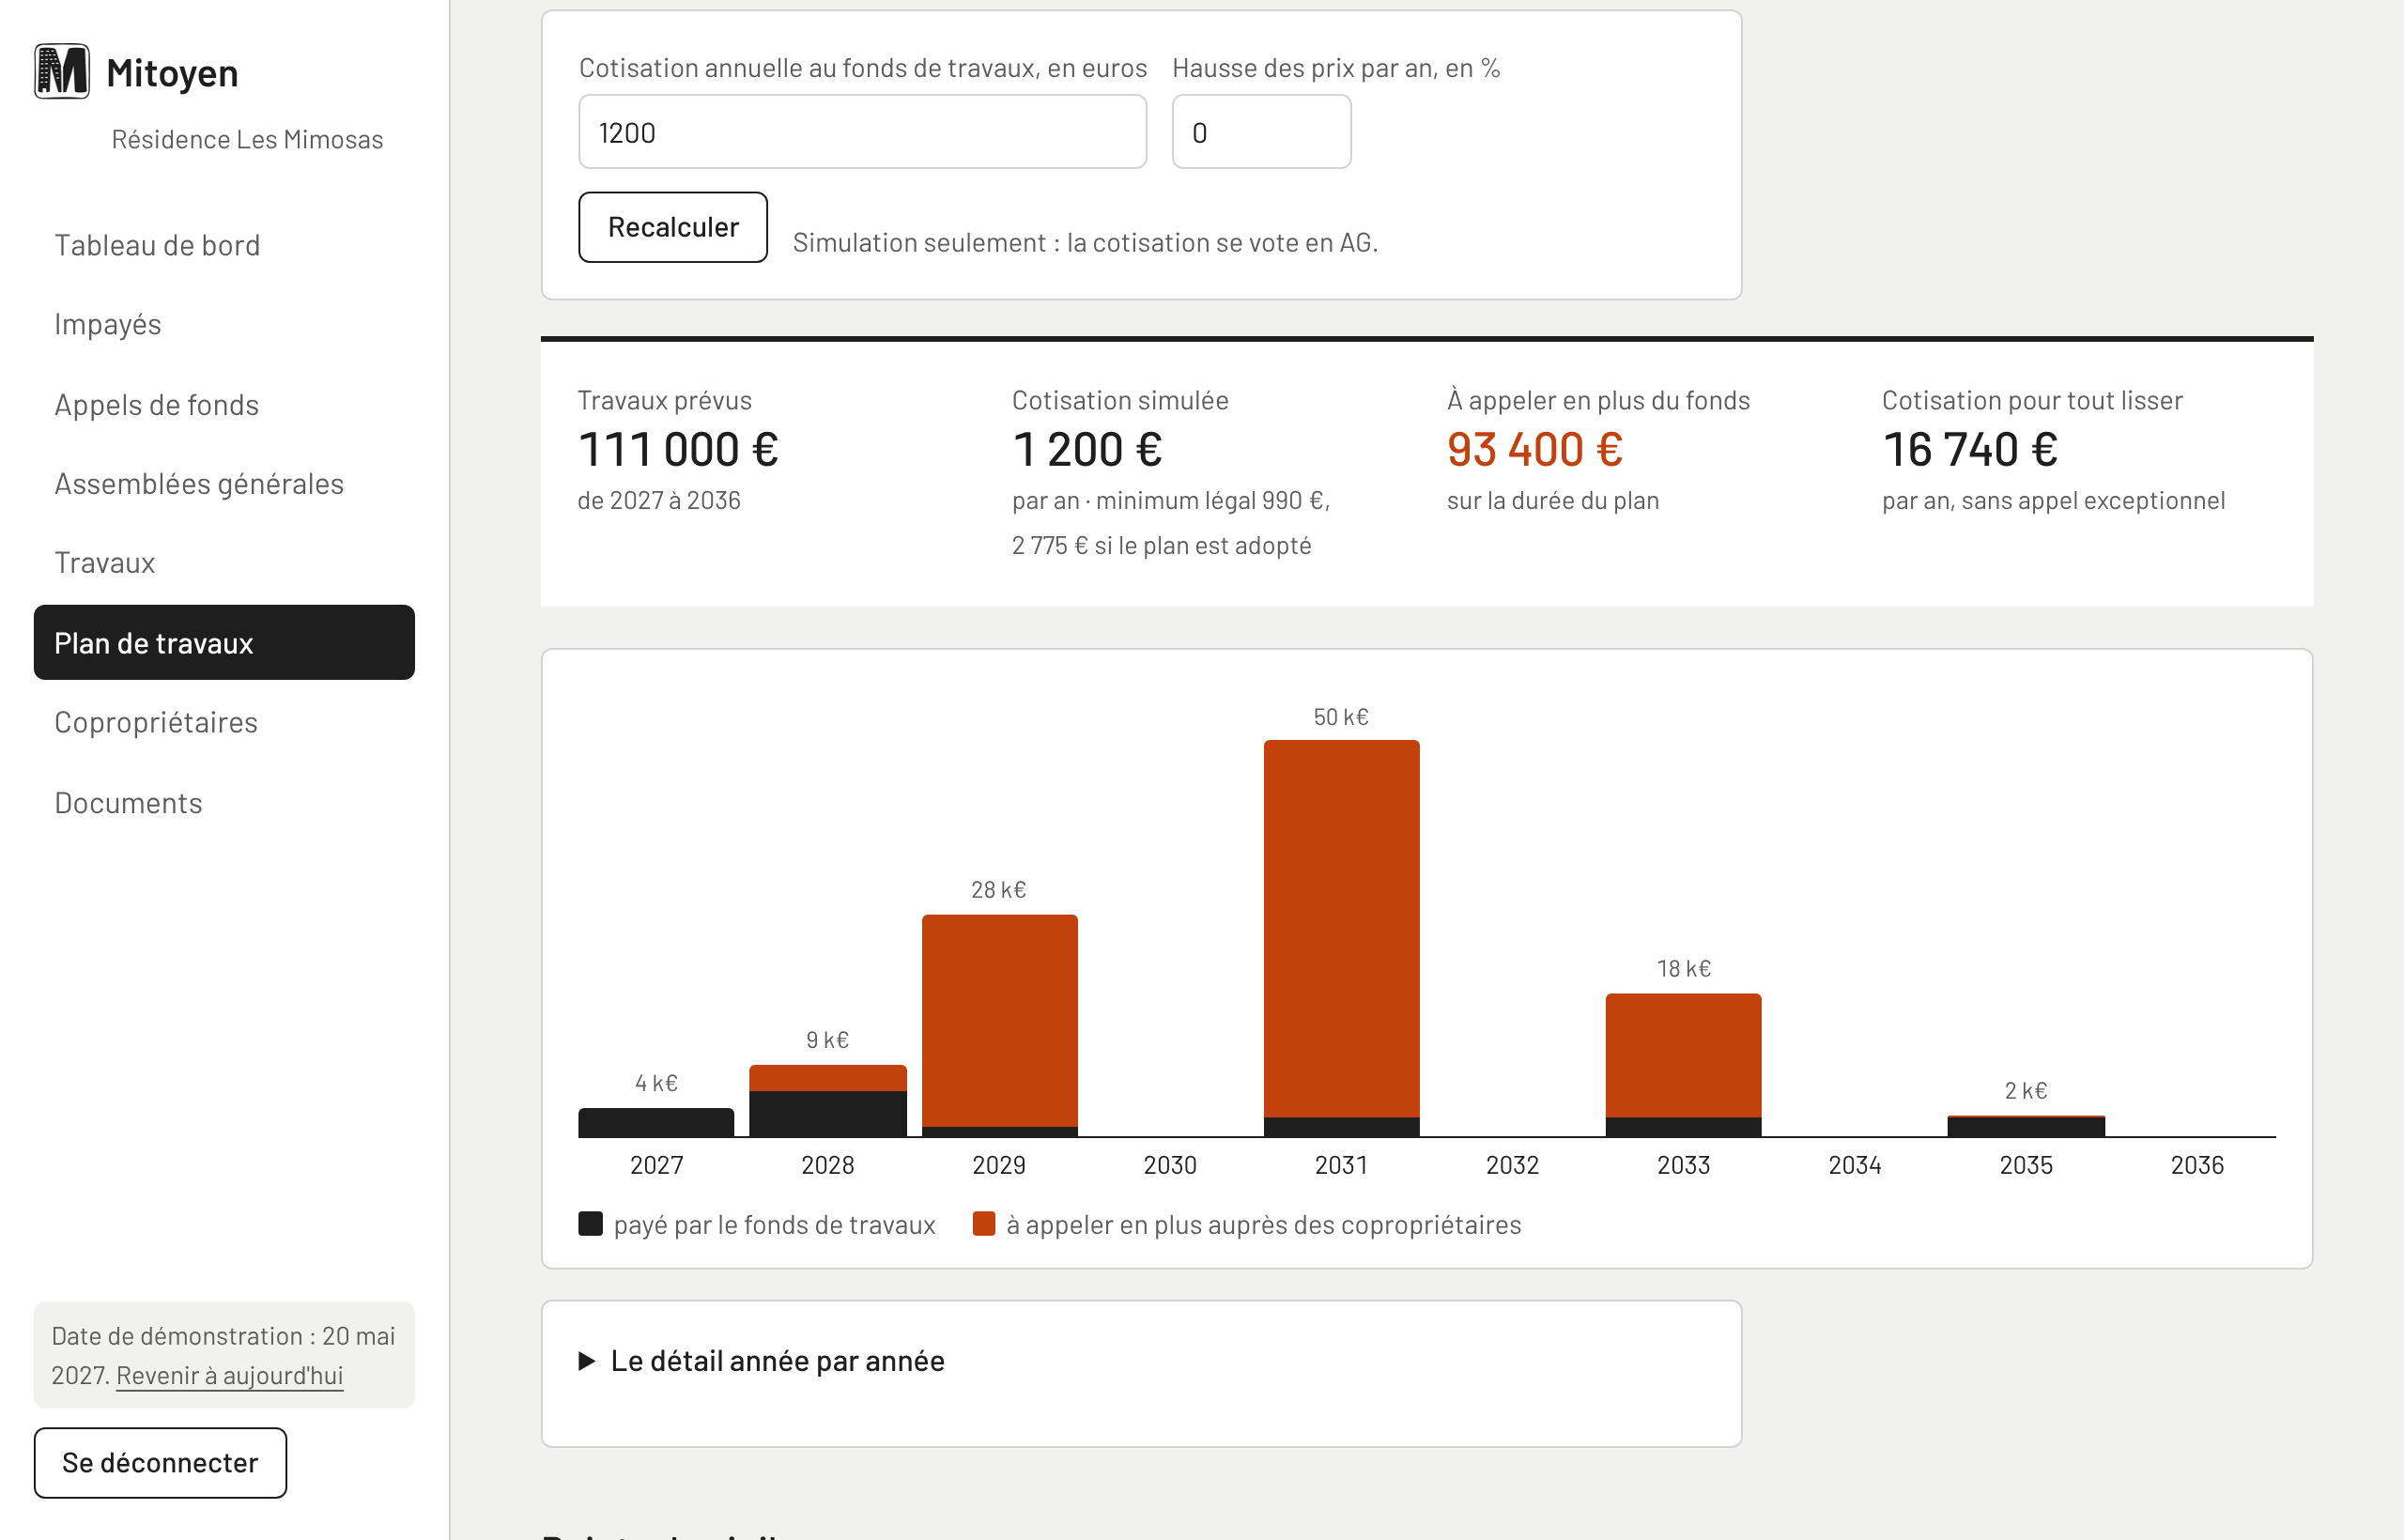 Mitoyen
Résidence Les Mimosas
Tableau de bord
Impayés
Appels de fonds
Assemblées générales
Travaux
Plan de travaux
Copropriétaires
Documents
Date de démonstration : 20 mai
2027. Revenir à aujourd'hui
Se déconnecter
Cotisation annuelle au fonds de travaux, en euros
1200
Hausse des prix par an, en %
0
Recalculer
Simulation seulement : la cotisation se vote en AG.
Travaux prévus
111 000 €
de 2027 à 2036
Cotisation simulée
1 200 €
par an · minimum légal 990 €,
2 775 € si le plan est adopté
À appeler en plus du fonds
93 400 €
sur la durée du plan
Cotisation pour tout lisser
16 740 €
par an, sans appel exceptionnel
4 k€
9 k€
28 k€
50 k€
18 k€
2 k€
2027
2028
2029
2030
2031
2032
2033
2034
2035
2036
payé par le fonds de travaux
à appeler en plus auprès des copropriétaires
Le détail année par année